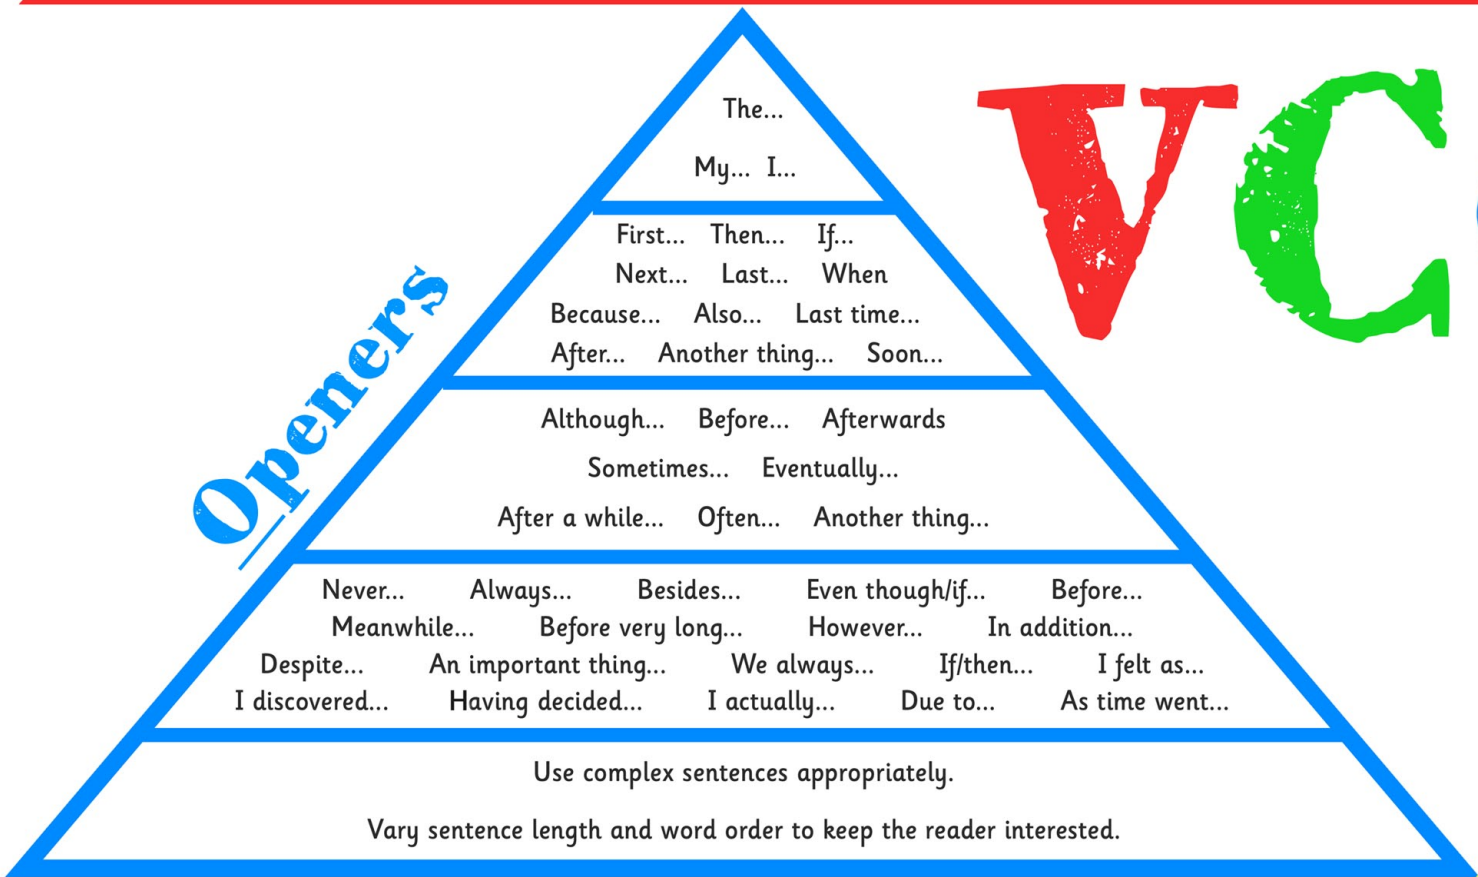 The...
My... I...
VC
First... Then... If...
Next... Last... When
Because... Also... Last time...
After... Another thing... Soon...
Openers
Although... Before... Afterwards
Sometimes... Eventually...
After a while... Often... Another thing...
Never... Always... Besides... Even though/if... Before...
Meanwhile... Before very long... However... In addition...
Despite... An important thing... We always... If/then... I felt as...
I discovered... Having decided... I actually... Due to... As time went...
Use complex sentences appropriately.
Vary sentence length and word order to keep the reader interested.